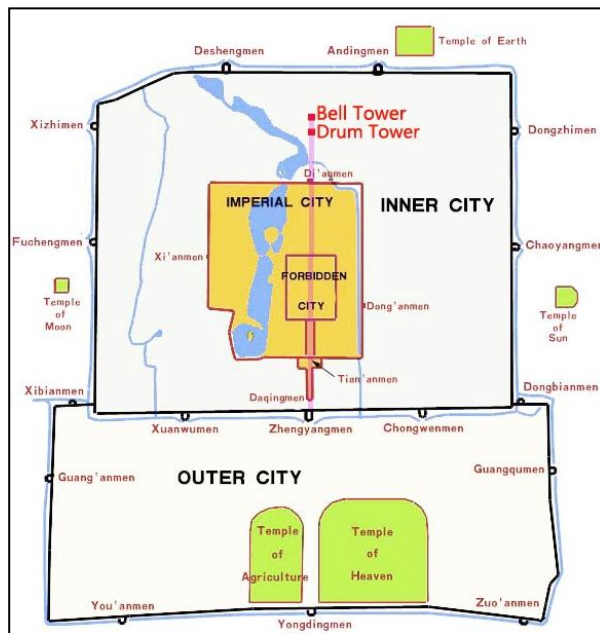 Temple of Earth
Deshengmen
Andingmen
Xizhimen
Bell Tower
Drum Tower
Dongzhimen
Di'anmen
IMPERIAL CITY
INNER CITY
Fuchengmen
Chaoyangmen
Xi'anmen
FORBIDDEN
CITY
Temple
of
Moon
Dong'anmen
Temple
of
Sun
Tian'anmen
Xibianmen
Daqingmen
Dongbianmen
Xuanwumen
Zhengyangmen
Chongwenmen
Guang'anmen
OUTER CITY
Guangqumen
Temple
of
Agriculture
Temple
of
Heaven
You'anmen
Yongdingmen
Zuo'anmen